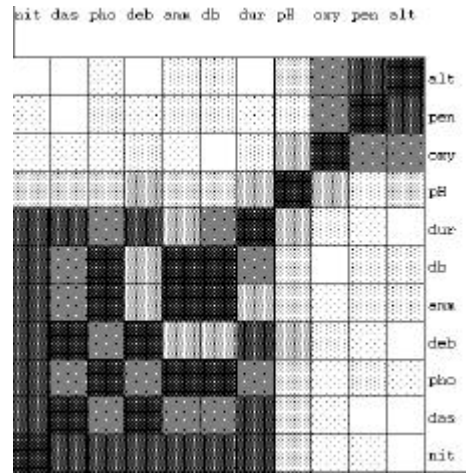 nit das pho deb amm db dur pH oxy pen alt
alt
pen
oxy
pH
dur
db
amm
deb
pho
das
nit